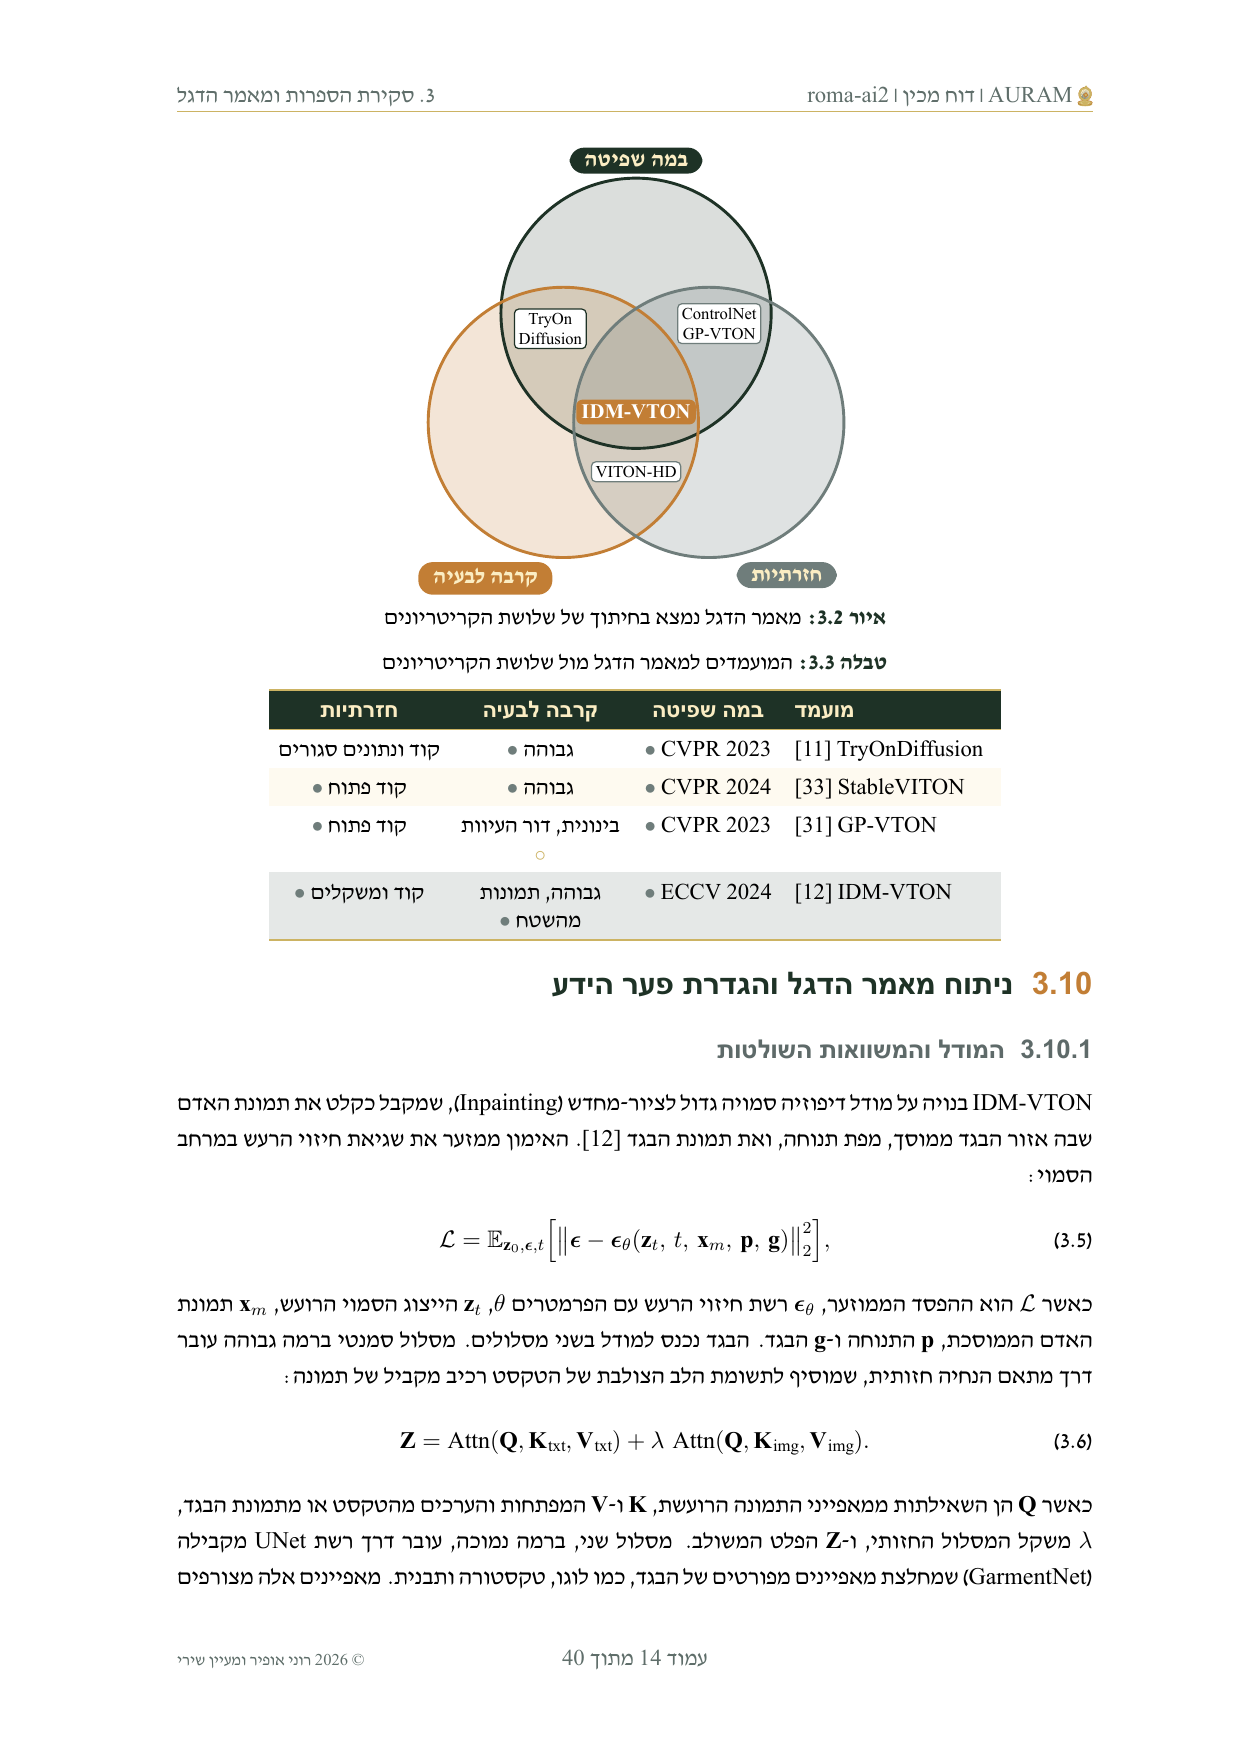 AURAM | דוח מכין | roma-ai2
3. סקירת הספרות ומאמר הדגל
במה שפיטה
TryOn
Diffusion
ControlNet
GP-VTON
IDM-VTON
VITON-HD
קרבה לבעיה
חזרתיות
איור 3.2: מאמר הדגל נמצא בחיתוך של שלושת הקריטריונים
טבלה 3.3: המועמדים למאמר הדגל מול שלושת הקריטריונים
מועמד במה שפיטה קרבה לבעיה חזרתיות
TryOnDiffusion [11] CVPR 2023 ● גבוהה ● קוד ונתונים סגורים
StableVITON [33] CVPR 2024 ● גבוהה ● קוד פתוח ●
GP-VTON [31] CVPR 2023 ● בינונית, דור העיוות קוד פתוח ●
○
IDM-VTON [12] ECCV 2024 ● גבוהה, תמונות קוד ומשקלים ●
מהשטח ●
3.10 ניתוח מאמר הדגל והגדרת פער הידע
3.10.1 המודל והמשוואות השולטות
IDM-VTON בנויה על מודל דיפוזיה סמויה גדול לציור-מחדש (Inpainting), שמקבל כקלט את תמונת האדם
שבה אזור הבגד ממוסך, מפת תנוחה, ואת תמונת הבגד [12]. האימון ממזער את שגיאת חיזוי הרעש במרחב
הסמוי:
ℒ = 𝔼_{z₀,ϵ,t}[‖ϵ − ϵ_θ(z_t, t, x_m, p, g)‖₂²], (3.5)
כאשר ℒ הוא ההפסד הממוזער, ϵ_θ רשת חיזוי הרעש עם הפרמטרים θ, z_t הייצוג הסמוי הרועש, x_m תמונת
האדם הממוסכת, p התנוחה ו-g הבגד. הבגד נכנס למודל בשני מסלולים. מסלול סמנטי ברמה גבוהה עובר
דרך מתאם הנחיה חזותית, שמוסיף לתשומת הלב הצולבת של הטקסט רכיב מקביל של תמונה:
Z = Attn(Q, K_txt, V_txt) + λ Attn(Q, K_img, V_img). (3.6)
כאשר Q הן השאילתות ממאפייני התמונה הרועשת, K ו-V המפתחות והערכים מהטקסט או מתמונת הבגד,
λ משקל המסלול החזותי, ו-Z הפלט המשולב. מסלול שני, ברמה נמוכה, עובר דרך רשת UNet מקבילה
(GarmentNet) שמחלצת מאפיינים מפורטים של הבגד, כמו לוגו, טקסטורה ותבנית. מאפיינים אלה מצורפים
עמוד 14 מתוך 40
© 2026 רוני אופיר ומעיין שירי